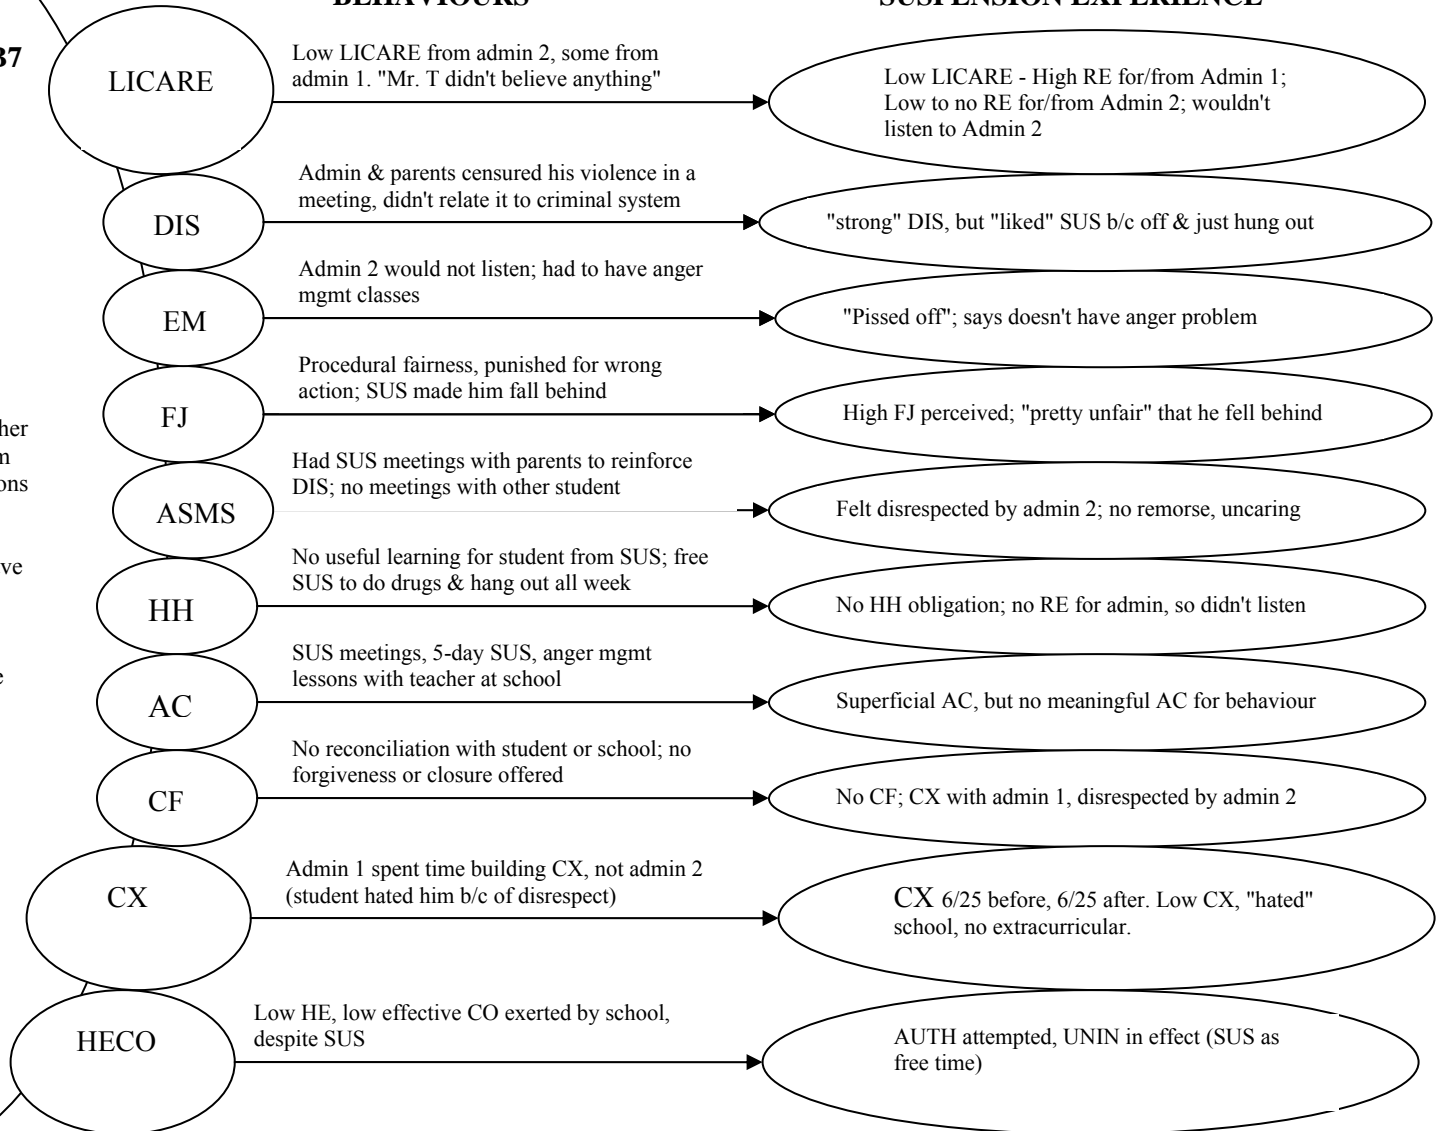 BEHAVIOURS
SUSPENSION EXPERIENCE
37
LICARE
Low LICARE from admin 2, some from
admin 1. "Mr. T didn't believe anything"
Low LICARE - High RE for/from Admin 1;
Low to no RE for/from Admin 2; wouldn't
listen to Admin 2
DIS
Admin & parents censured his violence in a
meeting, didn't relate it to criminal system
"strong" DIS, but "liked" SUS b/c off & just hung out
EM
Admin 2 would not listen; had to have anger
mgmt classes
"Pissed off"; says doesn't have anger problem
FJ
Procedural fairness, punished for wrong
action; SUS made him fall behind
High FJ perceived; "pretty unfair" that he fell behind
her
ons
ASMS
Had SUS meetings with parents to reinforce
DIS; no meetings with other student
Felt disrespected by admin 2; no remorse, uncaring
ve
HH
No useful learning for student from SUS; free
SUS to do drugs & hang out all week
No HH obligation; no RE for admin, so didn't listen
e
AC
SUS meetings, 5-day SUS, anger mgmt
lessons with teacher at school
Superficial AC, but no meaningful AC for behaviour
CF
No reconciliation with student or school; no
forgiveness or closure offered
No CF; CX with admin 1, disrespected by admin 2
CX
Admin 1 spent time building CX, not admin 2
(student hated him b/c of disrespect)
CX 6/25 before, 6/25 after. Low CX, "hated"
school, no extracurricular.
HECO
Low HE, low effective CO exerted by school,
despite SUS
AUTH attempted, UNIN in effect (SUS as
free time)